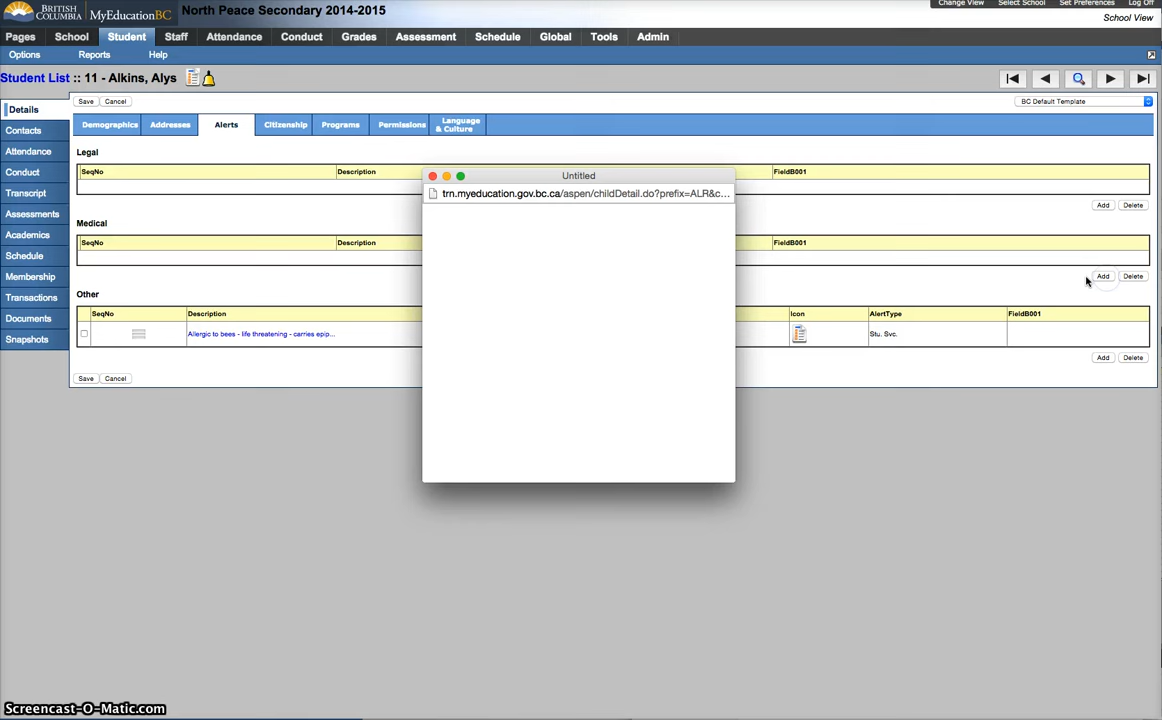 BRITISH COLUMBIA MyEducationBC North Peace Secondary 2014-2015 Change View Select School Set Preferences Log Off
School View
Pages School Student Staff Attendance Conduct Grades Assessment Schedule Global Tools Admin
Options Reports Help
Student List :: 11 - Alkins, Alys
Details Save Cancel BC Default Template
Contacts Demographics Addresses Alerts Citizenship Programs Permissions Language & Culture
Attendance Legal
Conduct SeqNo Description FieldB001
Transcript
Assessments Add Delete
Medical
Academics SeqNo Description FieldB001
Schedule
Membership Add Delete
Transactions Other
Documents SeqNo Description Icon AlertType FieldB001
Snapshots Allergic to bees - life threatening - carries epip... Stu. Svc.
Add Delete
Save Cancel
Untitled
trn.myeducation.gov.bc.ca/aspen/childDetail.do?prefix=ALR&c...
Screencast-O-Matic.com